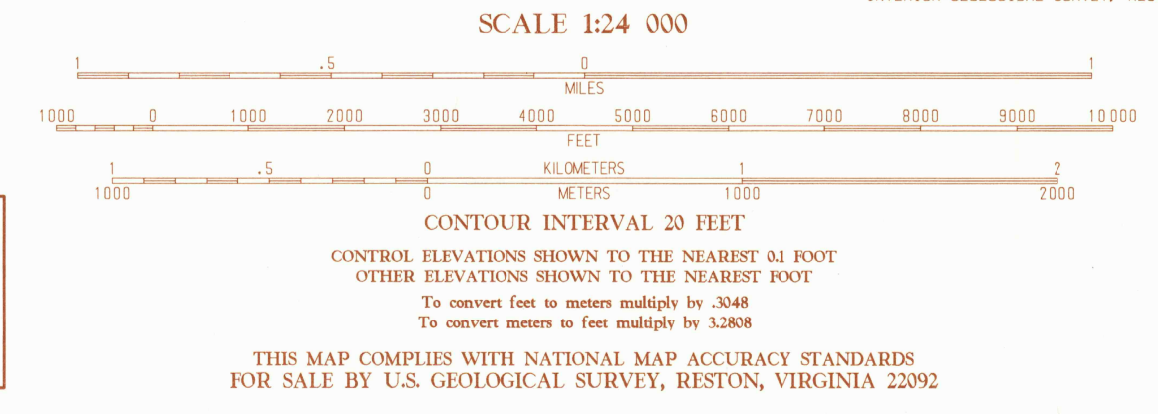 SCALE 1:24 000
1 .5 0 1
MILES
1000 0 1000 2000 3000 4000 5000 6000 7000 8000 9000 10 000
FEET
1 .5 0 KILOMETERS 1 2
1000 0 METERS 1000 2000
CONTOUR INTERVAL 20 FEET
CONTROL ELEVATIONS SHOWN TO THE NEAREST 0.1 FOOT
OTHER ELEVATIONS SHOWN TO THE NEAREST FOOT
To convert feet to meters multiply by .3048
To convert meters to feet multiply by 3.2808
THIS MAP COMPLIES WITH NATIONAL MAP ACCURACY STANDARDS
FOR SALE BY U.S. GEOLOGICAL SURVEY, RESTON, VIRGINIA 22092